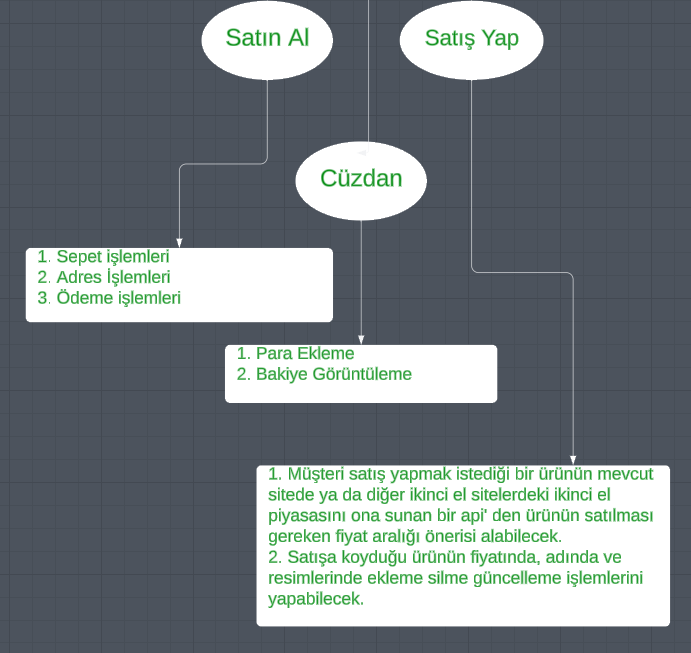 Satın Al
Satış Yap
Cüzdan
1. Sepet işlemleri
2. Adres İşlemleri
3. Ödeme işlemleri
1. Para Ekleme
2. Bakiye Görüntüleme
1. Müşteri satış yapmak istediği bir ürünün mevcut
sitede ya da diğer ikinci el sitelerdeki ikinci el
piyasasını ona sunan bir api' den ürünün satılması
gereken fiyat aralığı önerisi alabilecek.
2. Satışa koyduğu ürünün fiyatında, adında ve
resimlerinde ekleme silme güncelleme işlemlerini
yapabilecek.